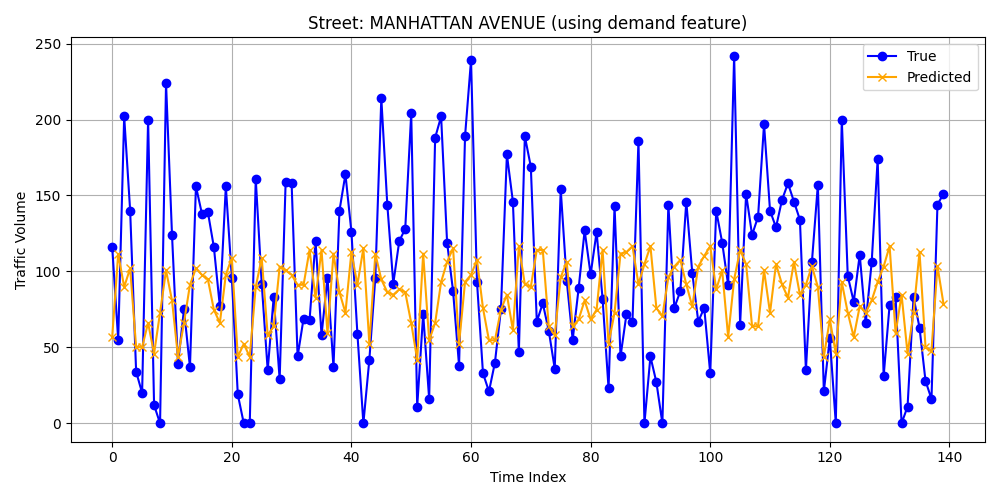 Street: MANHATTAN AVENUE (using demand feature)
True
Predicted
Traffic Volume
250
200
150
100
50
0
0 20 40 60 80 100 120 140
Time Index